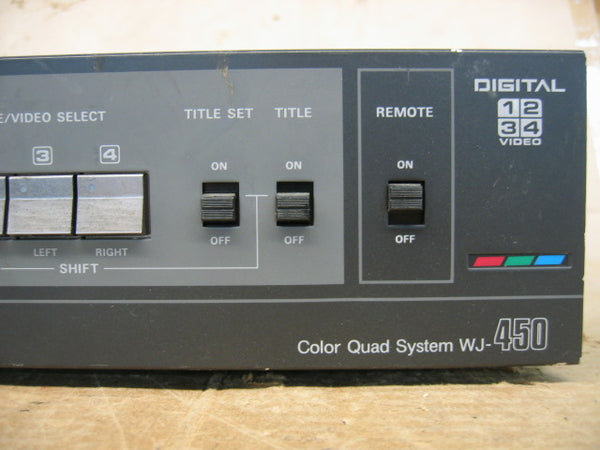 E/VIDEO SELECT
TITLE SET TITLE
REMOTE
DIGITAL
1 2
3 4
VIDEO
3 4
ON ON ON
OFF OFF OFF
LEFT RIGHT
SHIFT
Color Quad System WJ-450